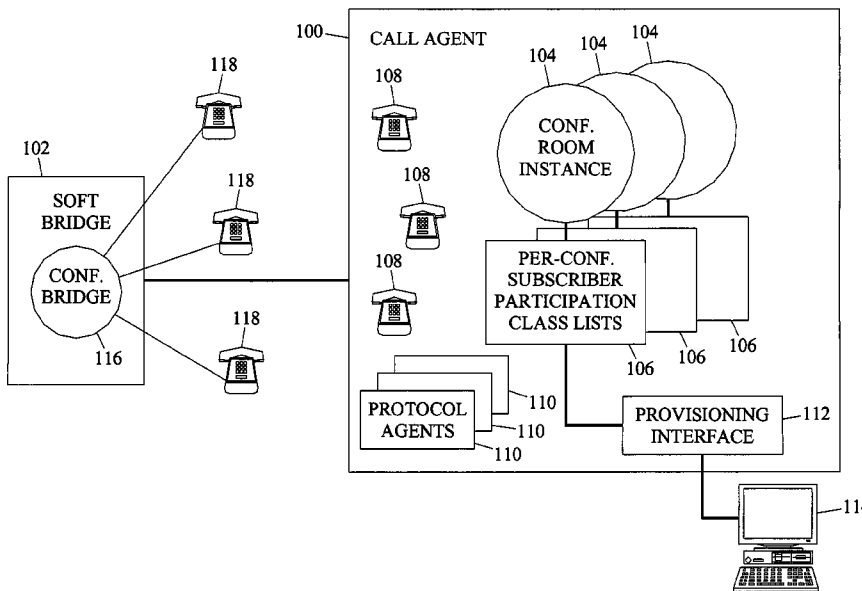 100
CALL AGENT
104
104
104
118
108
CONF.
ROOM
INSTANCE
102
SOFT
BRIDGE
118
108
CONF.
BRIDGE
PER-CONF.
SUBSCRIBER
PARTICIPATION
CLASS LISTS
108
116
118
106
106
106
PROTOCOL
AGENTS
110
110
110
PROVISIONING
INTERFACE
112